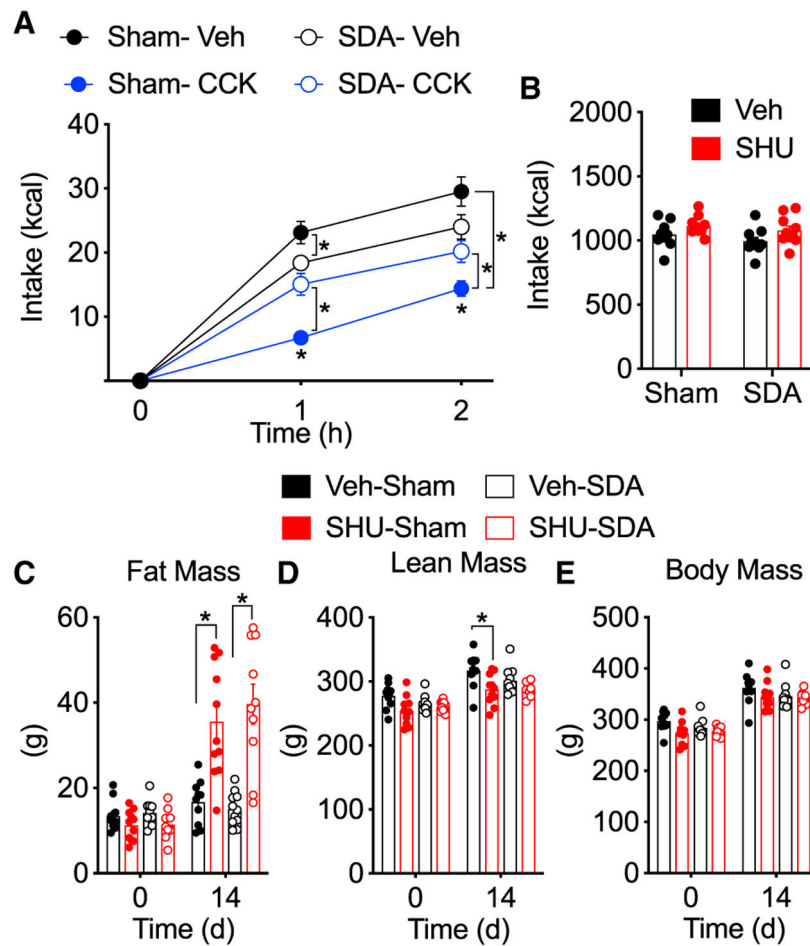 A
Sham- Veh
SDA- Veh
Sham- CCK
SDA- CCK
40
30
20
10
Intake (kcal)
*
*
*
*
*
*
0
1
2
Time (h)
B
Veh
SHU
2000
1500
1000
500
0
Intake (kcal)
Sham
SDA
Veh-Sham
Veh-SDA
SHU-Sham
SHU-SDA
C
Fat Mass
60
40
20
0
(g)
*
*
0
14
Time (d)
D
Lean Mass
400
300
200
100
0
(g)
*
0
14
Time (d)
E
Body Mass
500
400
300
200
100
0
(g)
0
14
Time (d)